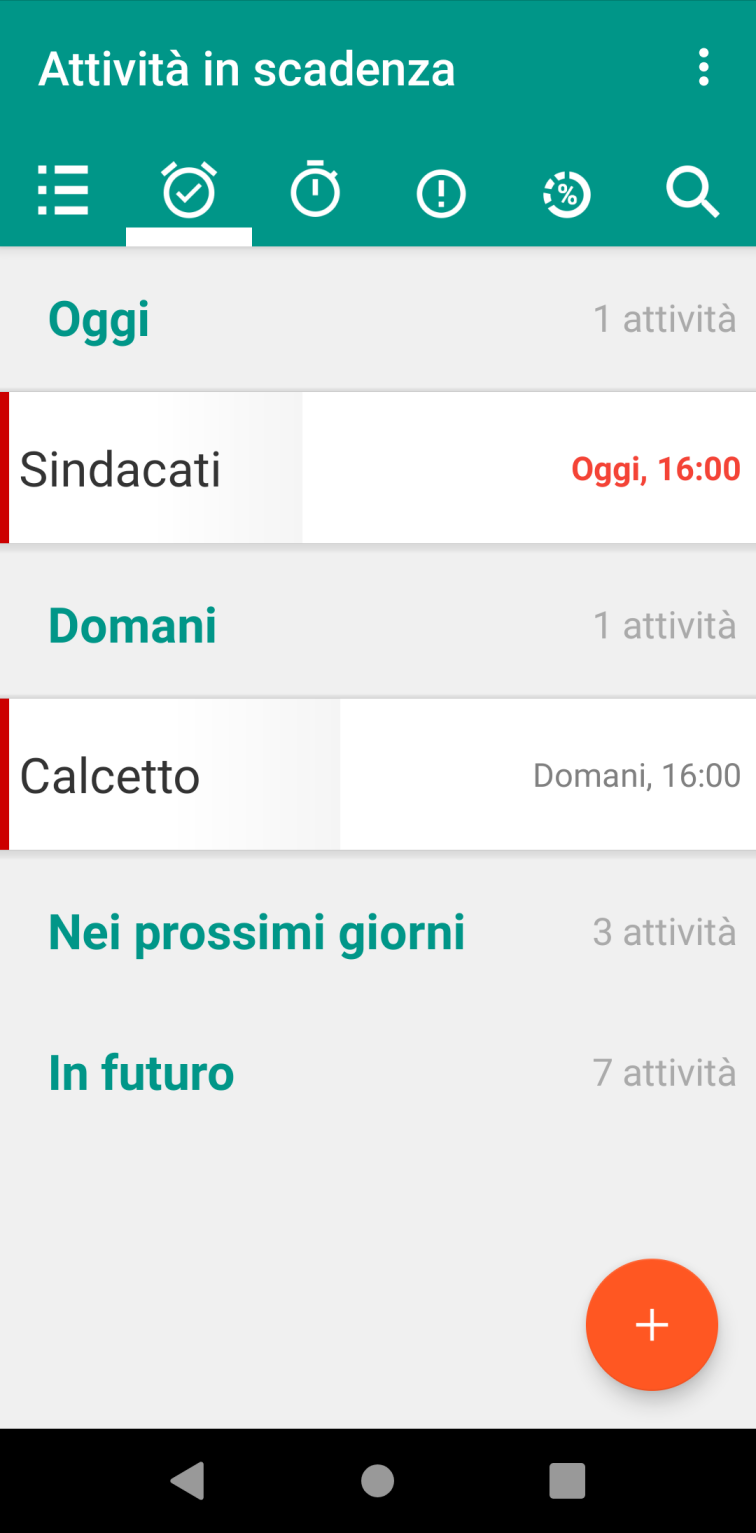 Attività in scadenza
%
Oggi 1 attività
Sindacati Oggi, 16:00
Domani 1 attività
Calcetto Domani, 16:00
Nei prossimi giorni 3 attività
In futuro 7 attività